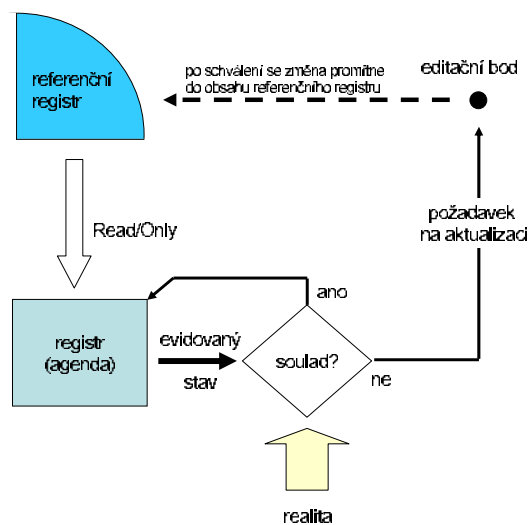 referenční
registr
po schválení se změna promítne
do obsahu referenčního registru
editační bod
Read/Only
požadavek
na aktualizaci
ano
registr
(agenda)
evidovaný
stav
soulad?
ne
realita